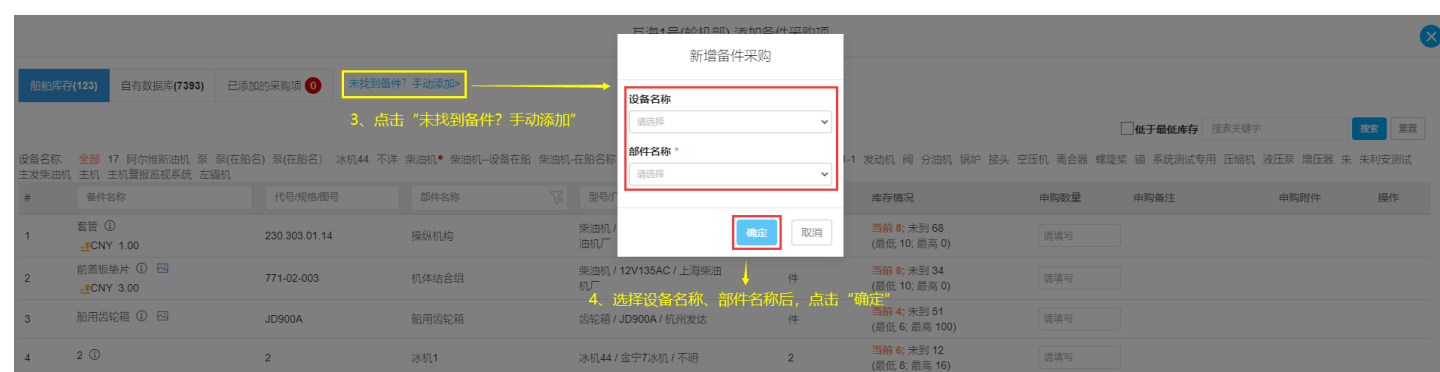 互海1号(轮机部) 添加备件采购项
新增备件采购
船舶库存(123) 自有数据库(7393) 已添加的采购项 0 未找到备件？手动添加>
设备名称
3、点击“未找到备件？手动添加”
请选择
低于最低库存 搜索关键字 搜索 重置
部件名称 *
请选择
设备名称: 全部 17 阿尔维斯油机 泵 泵(在船名) 泵(在船名） 冰机44 不详 柴油机• 柴油机--设备在船 柴油机-在船名称 -1 发动机 阀 分油机 锅炉 接头 空压机 离合器 螺旋桨 锚 系统测试专用 压缩机 液压泵 增压器 朱 朱利安测试
主发柴油机 主机 主机警报监视系统 左锚机
# 备件名称 代号/规格/图号 部件名称 型号/厂 库存情况 申购数量 申购备注 申购附件 操作
确定 取消
1 套管 CNY 1.00 230.303.01.14 操纵机构 柴油机 / 油机厂 当前 8; 未到 68 (最低 10; 最高 0) 请填写
2 前盖板垫片 CNY 3.00 771-02-003 机体结合组 柴油机 / 12V135AC / 上海柴油机厂 件 当前 8; 未到 34 (最低 10; 最高 0) 请填写
4、选择设备名称、部件名称后，点击“确定”
3 船用齿轮箱 JD900A 船用齿轮箱 齿轮箱 / JD900A / 杭州发达 件 当前 4; 未到 51 (最低 6; 最高 100) 请填写
4 2 2 冰机1 冰机44 / 金宁7冰机 / 不明 2 当前 6; 未到 12 (最低 8; 最高 16) 请填写